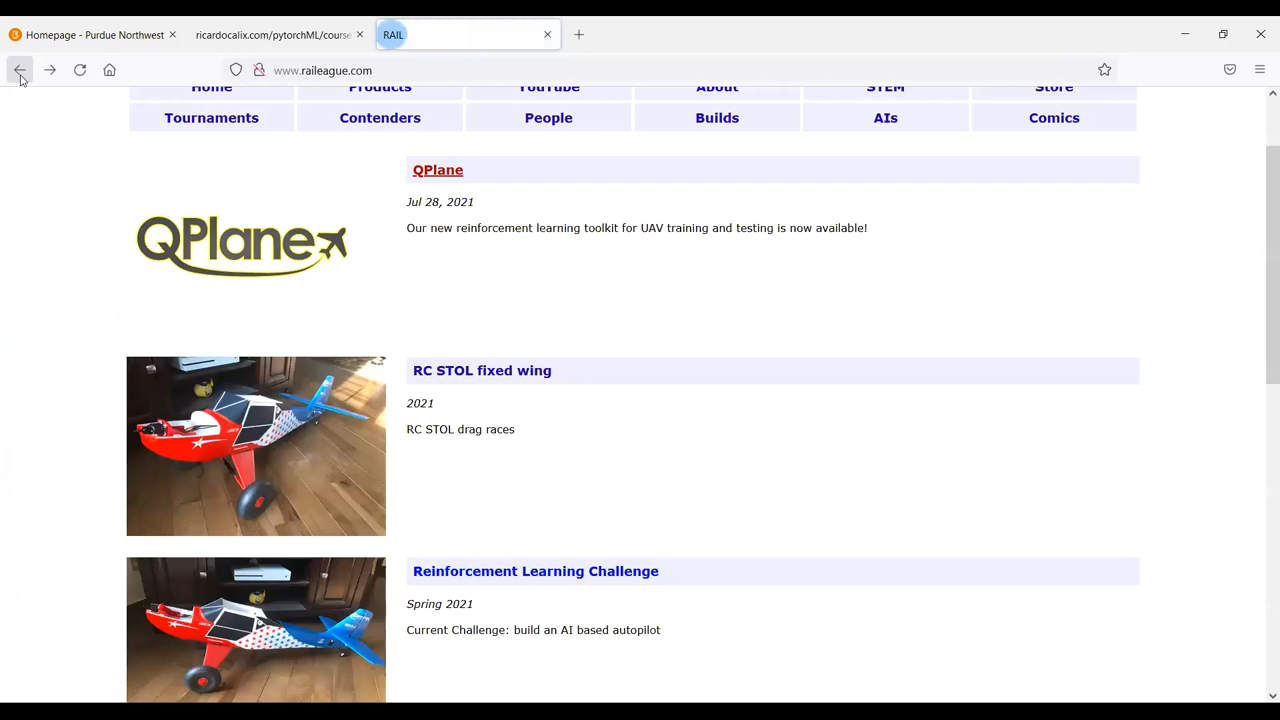 Homepage - Purdue Northwest
ricardocalix.com/pytorchML/course
RAIL
www.raileague.com
Home Products YouTube About STEM Store
Tournaments Contenders People Builds AIs Comics
QPlane
Jul 28, 2021
Our new reinforcement learning toolkit for UAV training and testing is now available!
QPlane
RC STOL fixed wing
2021
RC STOL drag races
Reinforcement Learning Challenge
Spring 2021
Current Challenge: build an AI based autopilot